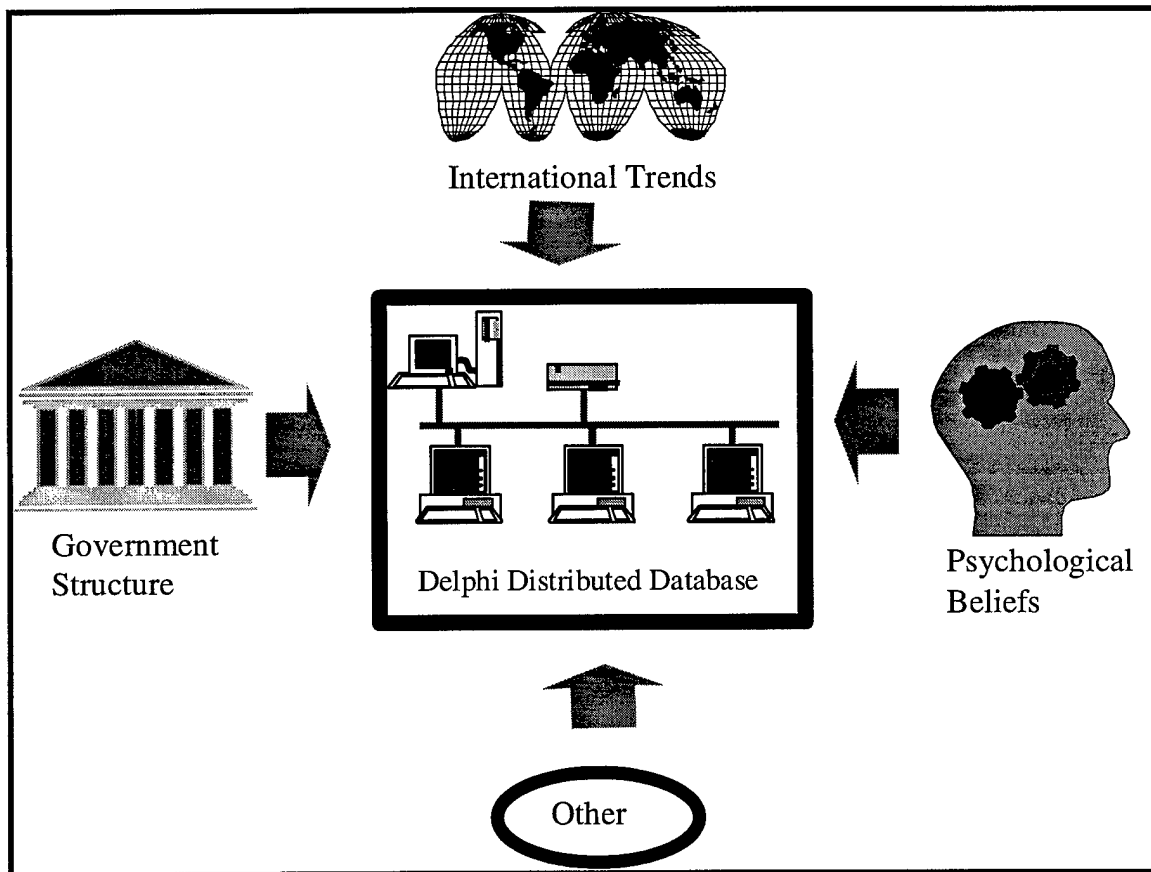 International Trends
Government
Structure
Delphi Distributed Database
Psychological
Beliefs
Other